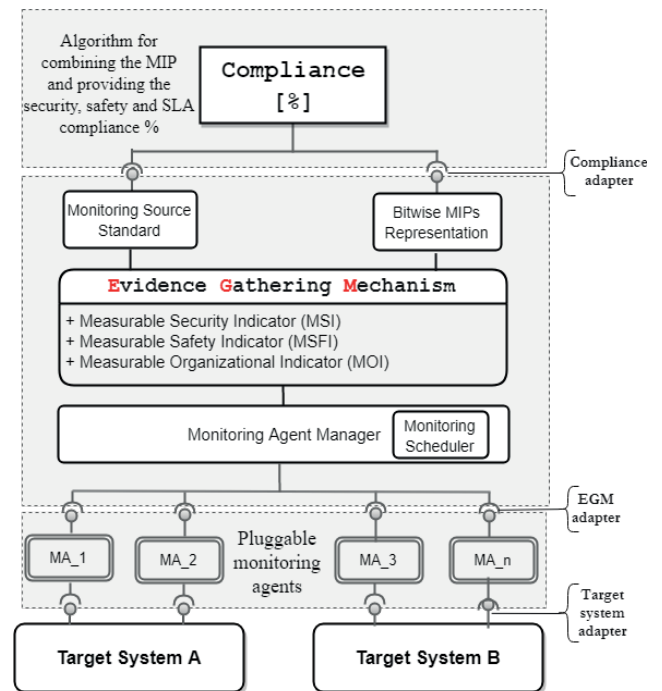 Algorithm for
combining the MIP
and providing the
security, safety and SLA
compliance %
Compliance
[%]
Compliance
adapter
Monitoring Source
Standard
Bitwise MIPs
Representation
Evidence Gathering Mechanism
+ Measurable Security Indicator (MSI)
+ Measurable Safety Indicator (MSFI)
+ Measurable Organizational Indicator (MOI)
Monitoring Agent Manager
Monitoring
Scheduler
EGM
adapter
MA_1
MA_2
Pluggable
monitoring
agents
MA_3
MA_n
Target
system
adapter
Target System A
Target System B